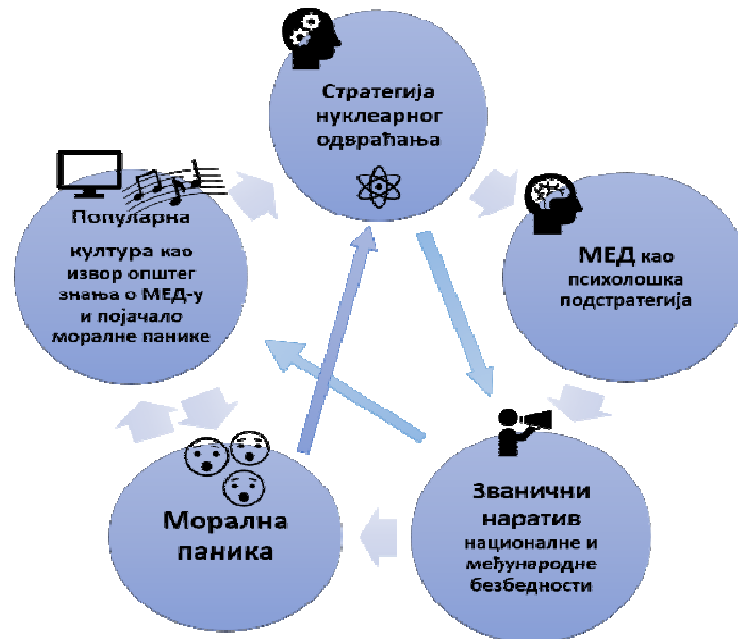 Стратегија
нуклеарног
одвраћања
МЕД као
психолошка
подстратегија
Званични
наратив
националне и
међународне
безбедности
Морална
паника
Популарна
култура као
извор општег
знања о МЕД-у
и појачало
моралне панике